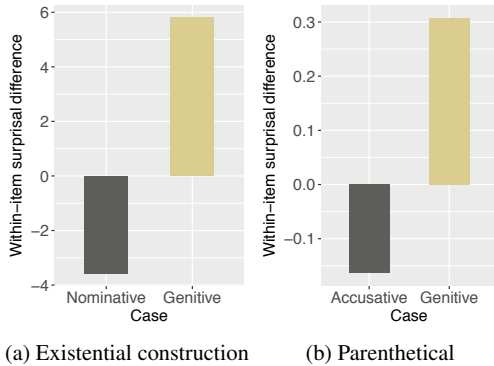 Within−item surprisal difference
6
4
2
0
−2
−4
Nominative Genitive
Case
(a) Existential construction
Within−item surprisal difference
0.3
0.2
0.1
0.0
−0.1
Accusative Genitive
Case
(b) Parenthetical